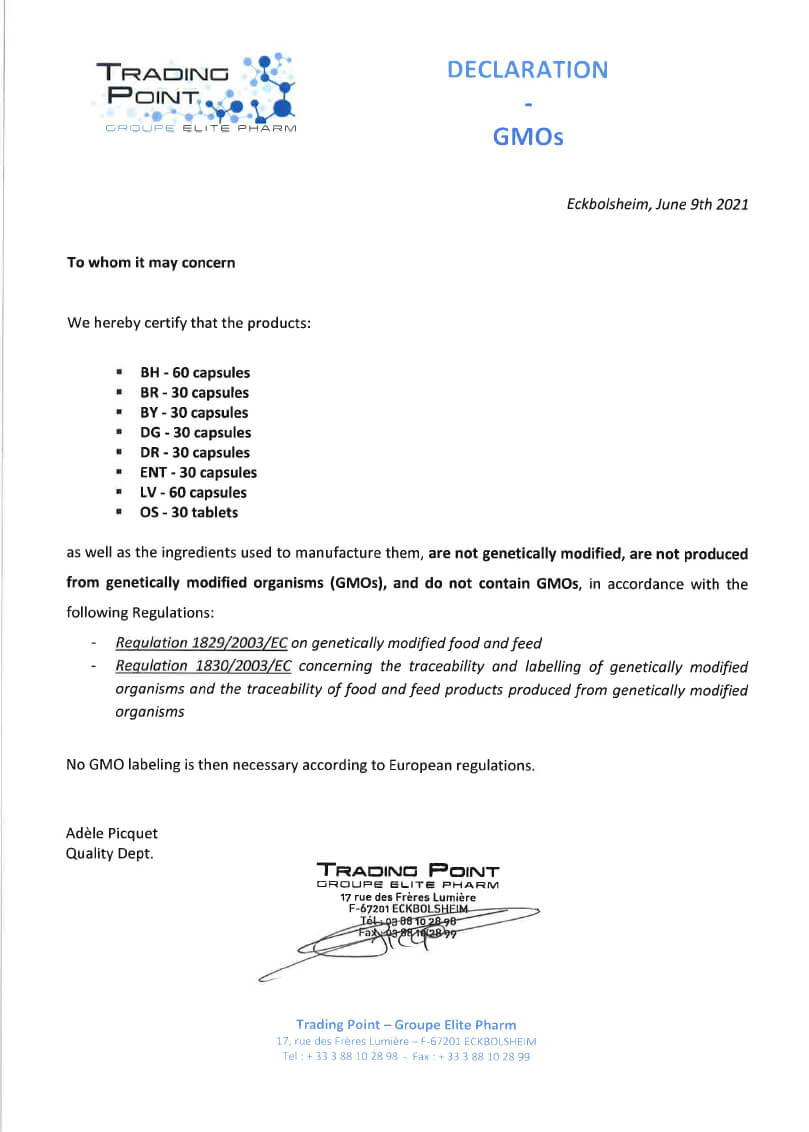 TRADING
POINT
GROUPE ELITE PHARM
DECLARATION
-
GMOs
Eckbolsheim, June 9th 2021
To whom it may concern
We hereby certify that the products:
▪ BH - 60 capsules
▪ BR - 30 capsules
▪ BY - 30 capsules
▪ DG - 30 capsules
▪ DR - 30 capsules
▪ ENT - 30 capsules
▪ LV - 60 capsules
▪ OS - 30 tablets
as well as the ingredients used to manufacture them, are not genetically modified, are not produced
from genetically modified organisms (GMOs), and do not contain GMOs, in accordance with the
following Regulations:
- Regulation 1829/2003/EC on genetically modified food and feed
- Regulation 1830/2003/EC concerning the traceability and labelling of genetically modified
organisms and the traceability of food and feed products produced from genetically modified
organisms
No GMO labeling is then necessary according to European regulations.
Adèle Picquet
Quality Dept.
TRADING POINT
GROUPE ELITE PHARM
17 rue des Frères Lumière
F-67201 ECKBOLSHEIM
Tél : 03 88 10 28 98
Fax : 03 88 10 28 99
Trading Point – Groupe Elite Pharm
17, rue des Frères Lumière – F-67201 ECKBOLSHEIM
Tel : + 33 3 88 10 28 98 - Fax : + 33 3 88 10 28 99